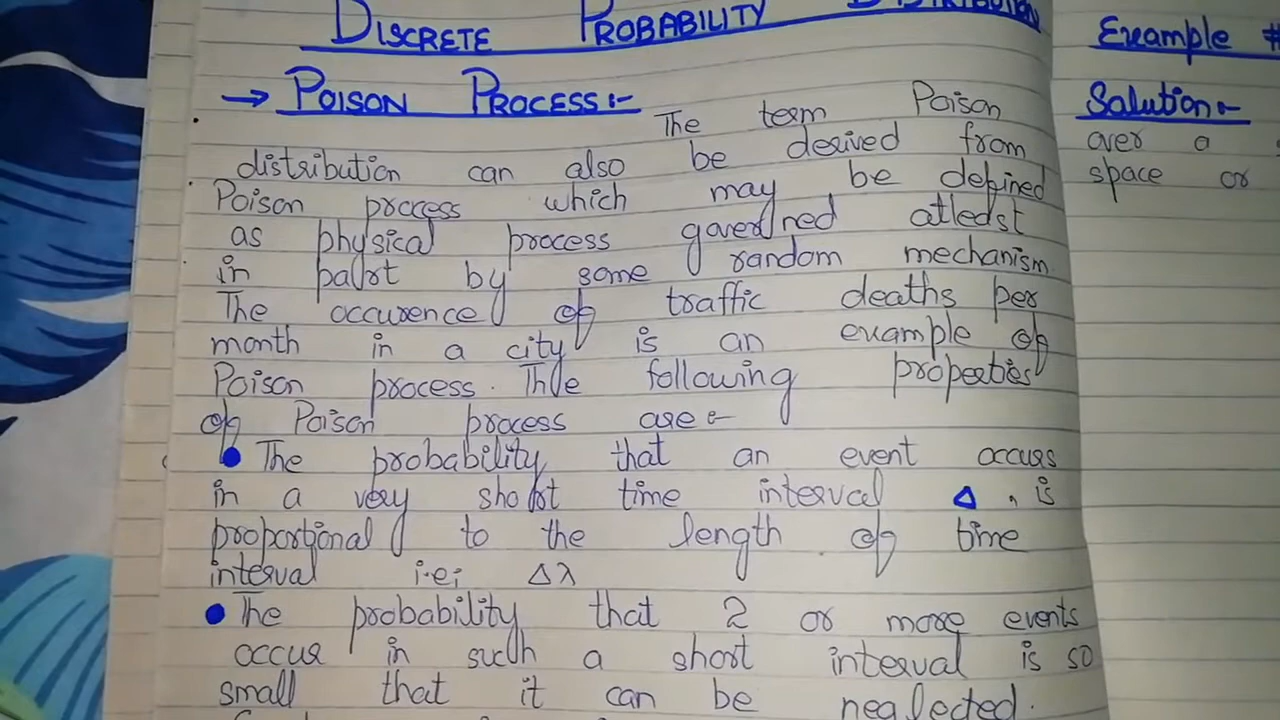 DISCRETE PROBABILITY DISTRIBUTION
→ POISON PROCESS:-
The term Poison
distribution can also be derived from
Poison process which may be defined
as physical process governed atleast
in part by some random mechanism
The occurence of traffic deaths per
month in a city is an example of
Poison process. The following properties
of Poison process are:-
• The probability that an event occurs
in a very short time interval Δ, is
proportional to the length of time
interval i.e; Δλ
• The probability that 2 or more events
occur in such a short interval is so
small that it can be neglected.
Example #
Solution:-
over a
space or